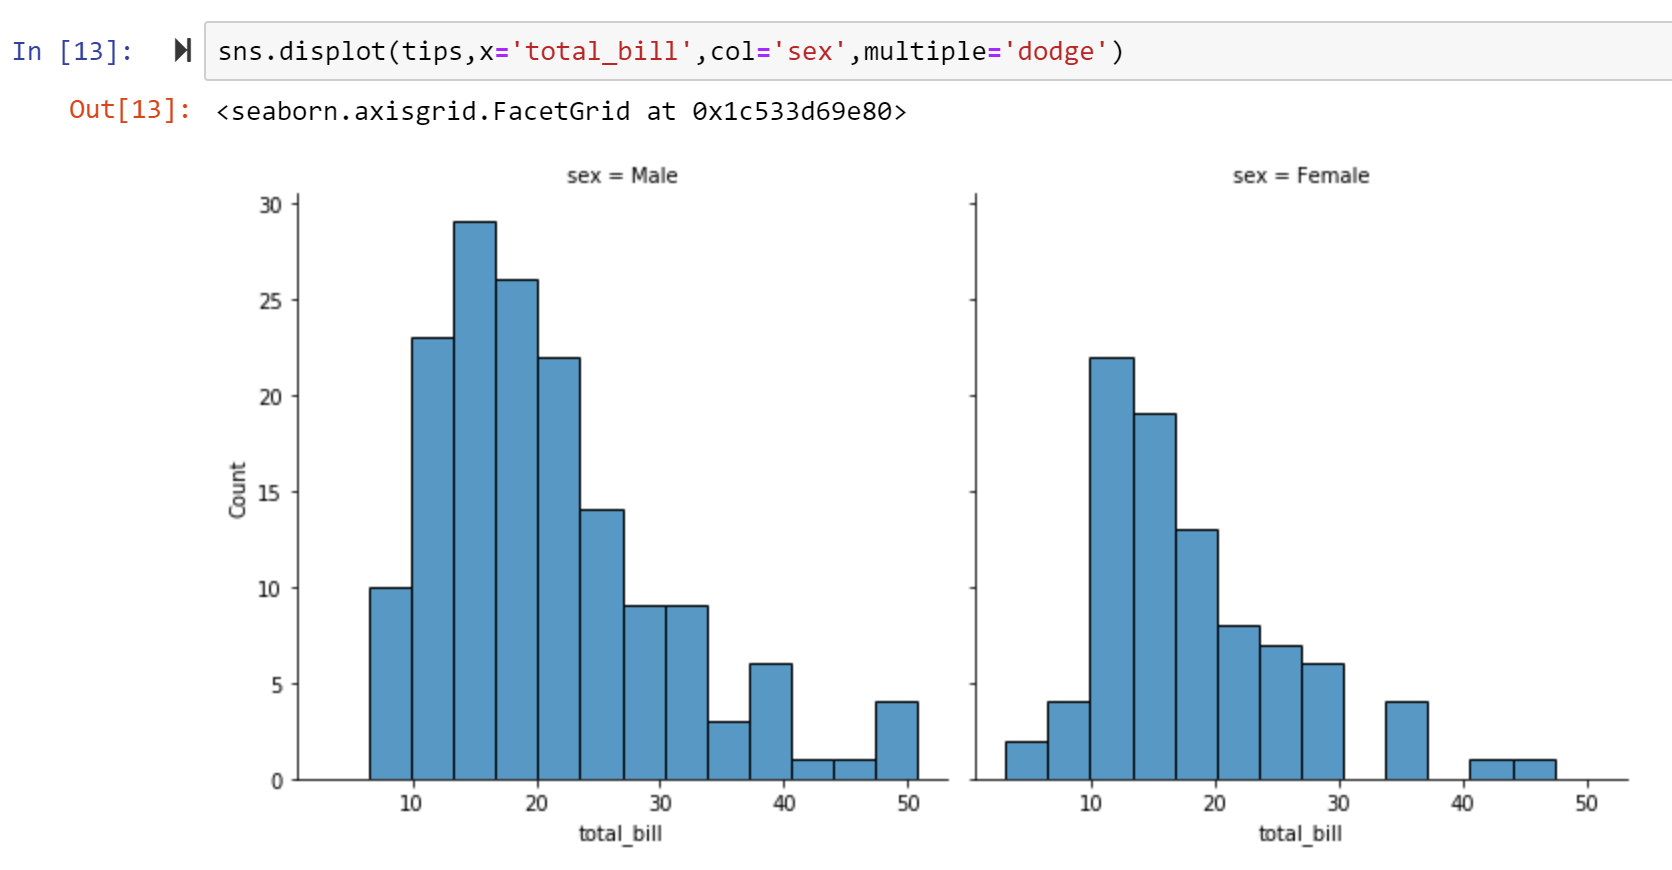 In [13]: sns.displot(tips,x='total_bill',col='sex',multiple='dodge')
Out[13]: <seaborn.axisgrid.FacetGrid at 0x1c533d69e80>
sex = Male sex = Female
30
25
20
15
10
5
0
Count
10 20 30 40 50 10 20 30 40 50
total_bill total_bill